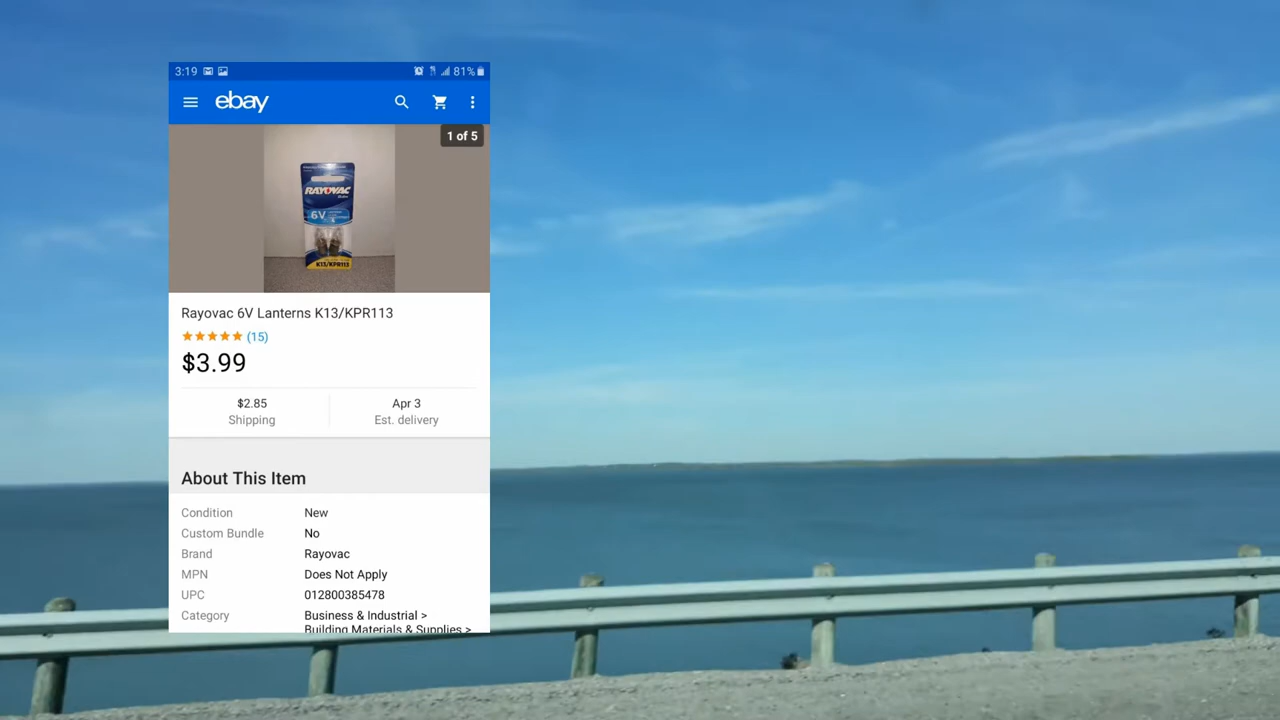 3:19 81%
ebay
1 of 5
RAYOVAC
6V
K13/KPR113
Rayovac 6V Lanterns K13/KPR113
(15)
$3.99
$2.85 Apr 3
Shipping Est. delivery
About This Item
Condition New
Custom Bundle No
Brand Rayovac
MPN Does Not Apply
UPC 012800385478
Category Business & Industrial >
Building Materials & Supplies >